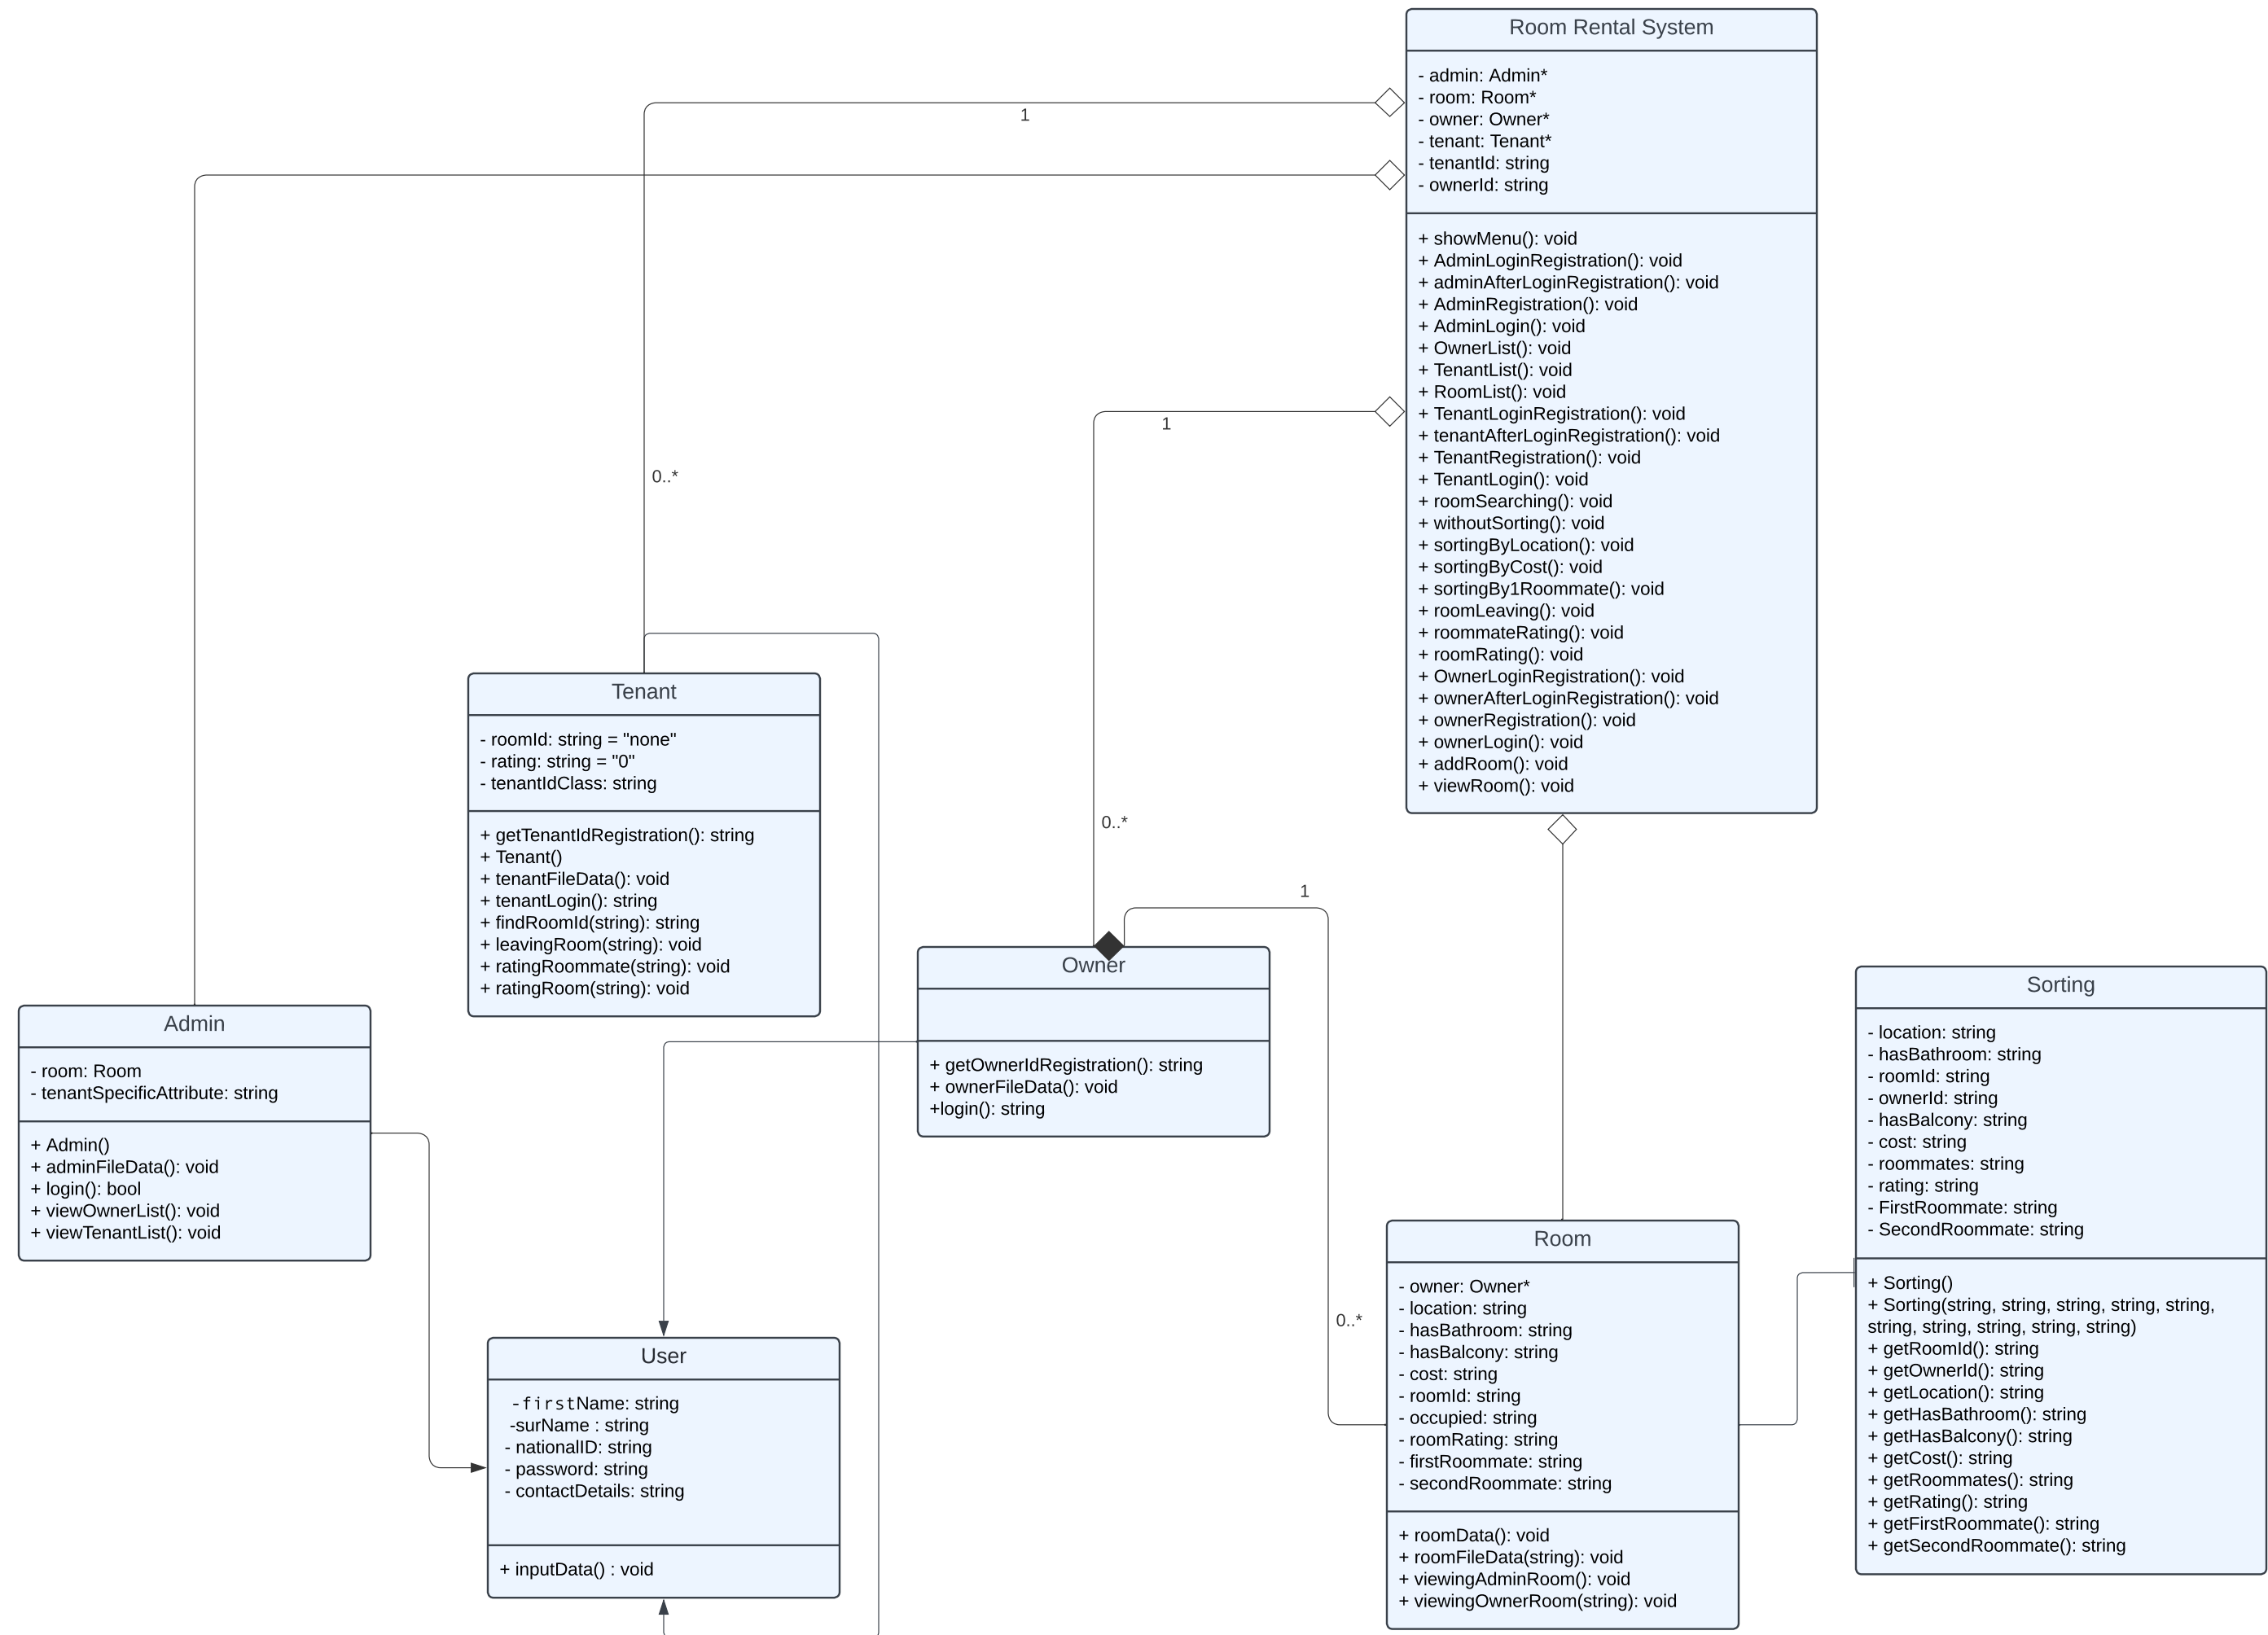 Room Rental System
- admin: Admin*
- room: Room*
- owner: Owner*
- tenant: Tenant*
- tenantId: string
- ownerId: string
+ showMenu(): void
+ AdminLoginRegistration(): void
+ adminAfterLoginRegistration(): void
+ AdminRegistration(): void
+ AdminLogin(): void
+ OwnerList(): void
+ TenantList(): void
+ RoomList(): void
+ TenantLoginRegistration(): void
+ tenantAfterLoginRegistration(): void
+ TenantRegistration(): void
+ TenantLogin(): void
+ roomSearching(): void
+ withoutSorting(): void
+ sortingByLocation(): void
+ sortingByCost(): void
+ sortingBy1Roommate(): void
+ roomLeaving(): void
+ roommateRating(): void
+ roomRating(): void
+ OwnerLoginRegistration(): void
+ ownerAfterLoginRegistration(): void
+ ownerRegistration(): void
+ ownerLogin(): void
+ addRoom(): void
+ viewRoom(): void
1
0..*
1
0..*
1
0..*
Tenant
- roomId: string = "none"
- rating: string = "0"
- tenantIdClass: string
+ getTenantIdRegistration(): string
+ Tenant()
+ tenantFileData(): void
+ tenantLogin(): string
+ findRoomId(string): string
+ leavingRoom(string): void
+ ratingRoommate(string): void
+ ratingRoom(string): void
Owner
+ getOwnerIdRegistration(): string
+ ownerFileData(): void
+login(): string
Admin
- room: Room
- tenantSpecificAttribute: string
+ Admin()
+ adminFileData(): void
+ login(): bool
+ viewOwnerList(): void
+ viewTenantList(): void
Sorting
- location: string
- hasBathroom: string
- roomId: string
- ownerId: string
- hasBalcony: string
- cost: string
- roommates: string
- rating: string
- FirstRoommate: string
- SecondRoommate: string
+ Sorting()
+ Sorting(string, string, string, string, string,
string, string, string, string, string)
+ getRoomId(): string
+ getOwnerId(): string
+ getLocation(): string
+ getHasBathroom(): string
+ getHasBalcony(): string
+ getCost(): string
+ getRoommates(): string
+ getRating(): string
+ getFirstRoommate(): string
+ getSecondRoommate(): string
Room
- owner: Owner*
- location: string
- hasBathroom: string
- hasBalcony: string
- cost: string
- roomId: string
- occupied: string
- roomRating: string
- firstRoommate: string
- secondRoommate: string
+ roomData(): void
+ roomFileData(string): void
+ viewingAdminRoom(): void
+ viewingOwnerRoom(string): void
User
-firstName: string
-surName : string
- nationalID: string
- password: string
- contactDetails: string
+ inputData() : void